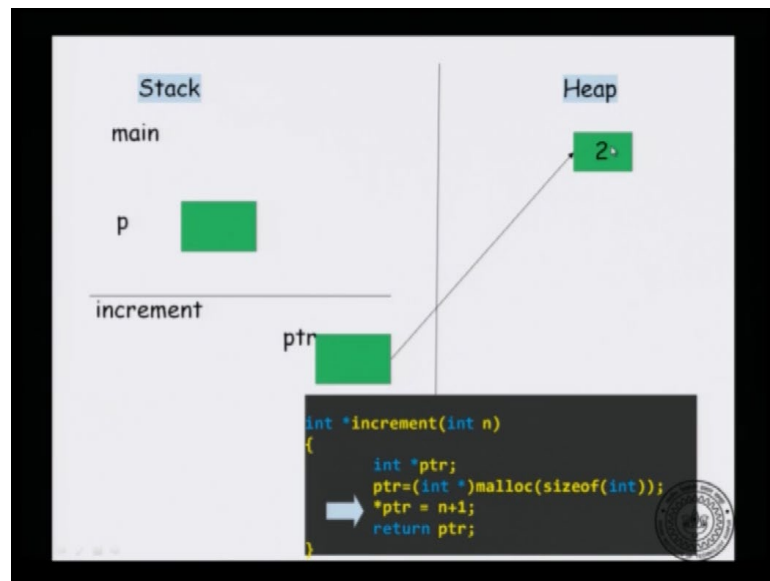 Stack
Heap
main
2
p
increment
ptr
int *increment(int n)
{
int *ptr;
ptr=(int *)malloc(sizeof(int));
*ptr = n+1;
return ptr;
}